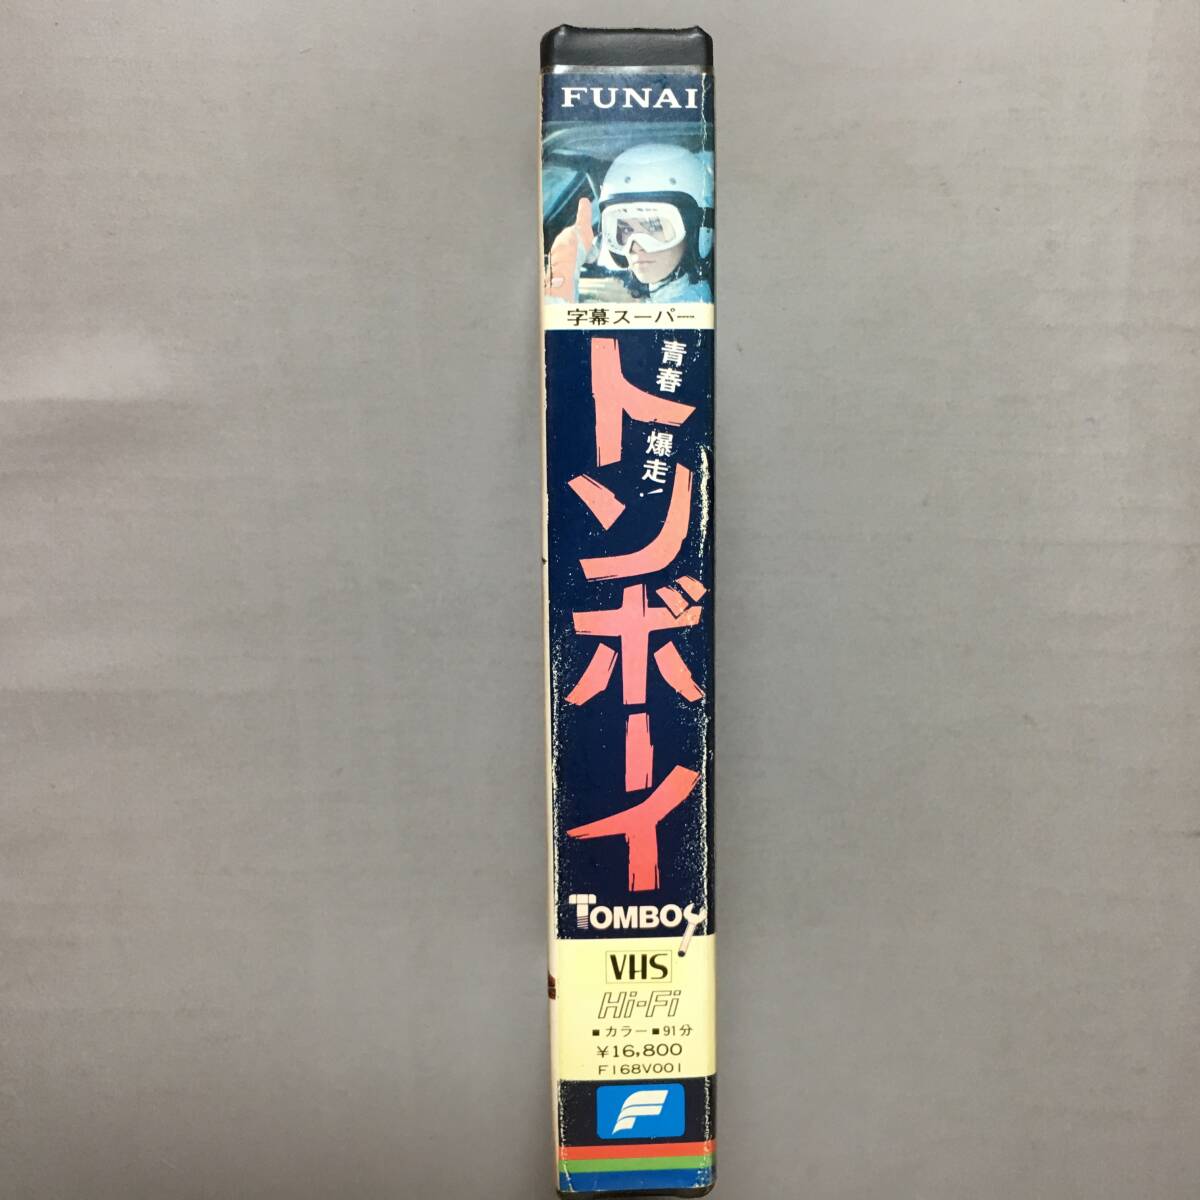 FUNAI
字幕スーパー
青春爆走!
トンボーイ
TOMBOY
VHS
Hi-Fi
■カラー■91分
¥16,800
F168V001